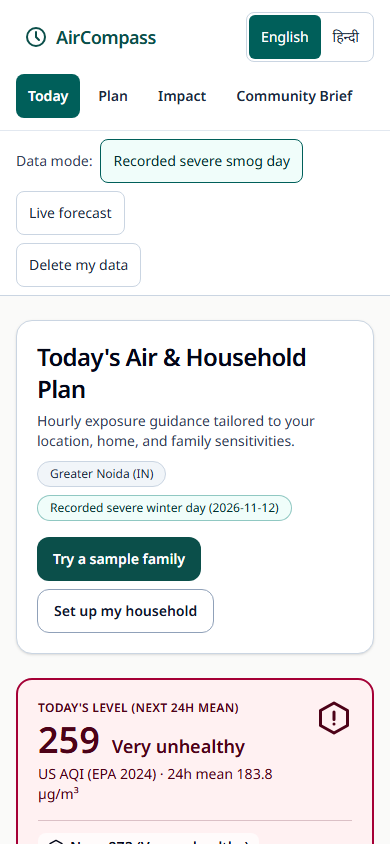 AirCompass
English
हिन्दी
Today
Plan
Impact
Community Brief
Data mode:
Recorded severe smog day
Live forecast
Delete my data
Today's Air & Household
Plan
Hourly exposure guidance tailored to your
location, home, and family sensitivities.
Greater Noida (IN)
Recorded severe winter day (2026-11-12)
Try a sample family
Set up my household
TODAY'S LEVEL (NEXT 24H MEAN)
259 Very unhealthy
US AQI (EPA 2024) · 24h mean 183.8
µg/m³